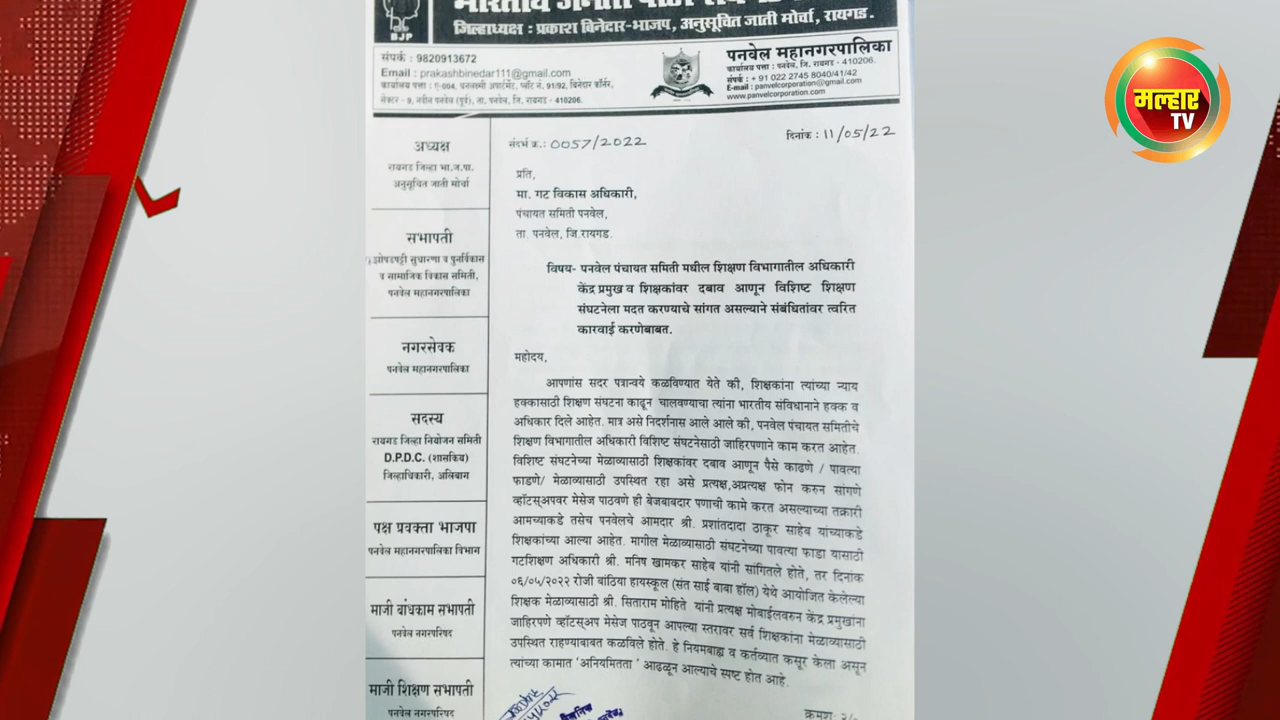 BJP
जिल्हाध्यक्ष : प्रकाश बिनेदार-भाजप, अनुसूचित जाती मोर्चा, रायगड.
संपर्क : 9820913672
Email : prakashbinedar111@gmail.com
सेक्टर - 9, नवीन पनवेल (पूर्व), ता. पनवेल, जि. रायगड - 410206.
पनवेल महानगरपालिका
कार्यालय पत्ता : पनवेल, जि. रायगड - 410206.
संपर्क : + 91 022 2745 8040/41/42
E-mail : panvelcorporation@gmail.com
www.panvelcorporation.com
मल्हार
TV
अध्यक्ष
रायगड जिल्हा भा.ज.पा.
अनुसूचित जाती मोर्चा
सभापती
झोपडपट्टी सुधारणा व पुनर्विकास
व सामाजिक विकास समिती,
पनवेल महानगरपालिका
नगरसेवक
पनवेल महानगरपालिका
सदस्य
रायगड जिल्हा नियोजन समिती
D.P.D.C. (शासकिय)
जिल्हाधिकारी, अलिबाग
पक्ष प्रवक्ता भाजपा
पनवेल महानगरपालिका विभाग
माजी बांधकाम सभापती
पनवेल नगरपरिषद
माजी शिक्षण सभापती
पनवेल नगरपरिषद
संदर्भ क्र.: 0057/2022
दिनांक : 11/05/22
प्रति,
मा. गट विकास अधिकारी,
पंचायत समिती पनवेल,
ता. पनवेल, जि.रायगड.
विषय- पनवेल पंचायत समिती मधील शिक्षण विभागातील अधिकारी
केंद्र प्रमुख व शिक्षकांवर दबाव आणून विशिष्ट शिक्षण
संघटनेला मदत करण्याचे सांगत असल्याने संबंधितांवर त्वरित
कारवाई करणेबाबत.
महोदय,
आपणांस सदर पत्रान्वये कळविण्यात येते की, शिक्षकांना त्यांच्या न्याय
हक्कासाठी शिक्षण संघटना काढून चालवण्याचा त्यांना भारतीय संविधानाने हक्क व
अधिकार दिले आहेत. मात्र असे निदर्शनास आले आले की, पनवेल पंचायत समितीचे
शिक्षण विभागातील अधिकारी विशिष्ट संघटनेसाठी जाहिरपणाने काम करत आहेत.
विशिष्ट संघटनेच्या मेळाव्यासाठी शिक्षकांवर दबाव आणून पैसे काढणे / पावत्या
फाडणे/ मेळाव्यासाठी उपस्थित रहा असे प्रत्यक्ष,अप्रत्यक्ष फोन करुन सांगणे
व्हॉटस्अपवर मेसेज पाठवणे ही बेजबाबदार पणाची कामे करत असल्याच्या तक्रारी
आमच्याकडे तसेच पनवेलचे आमदार श्री. प्रशांतदादा ठाकूर साहेब यांच्याकडे
शिक्षकांच्या आल्या आहेत. मागील मेळाव्यासाठी संघटनेच्या पावत्या फाडा यासाठी
गटशिक्षण अधिकारी श्री. मनिष खामकर साहेब यांनी सांगितले होते, तर दिनांक
०६/०५/२०२२ रोजी बांठिया हायस्कूल (संत साई बाबा हॉल) येथे आयोजित केलेल्या
शिक्षक मेळाव्यासाठी श्री. सिताराम मोहिते यांनी प्रत्यक्ष मोबाईलवरुन केंद्र प्रमुखांना
जाहिरपणे व्हॉटस्अप मेसेज पाठवून आपल्या स्तरावर सर्व शिक्षकांना मेळाव्यासाठी
उपस्थित राहण्याबाबत कळविले होते. हे नियमबाह्य व कर्तव्यात कसूर केला असून
त्यांच्या कामात 'अनियमितता ' आढळून आल्याचे स्पष्ट होत आहे.
क्रमशः